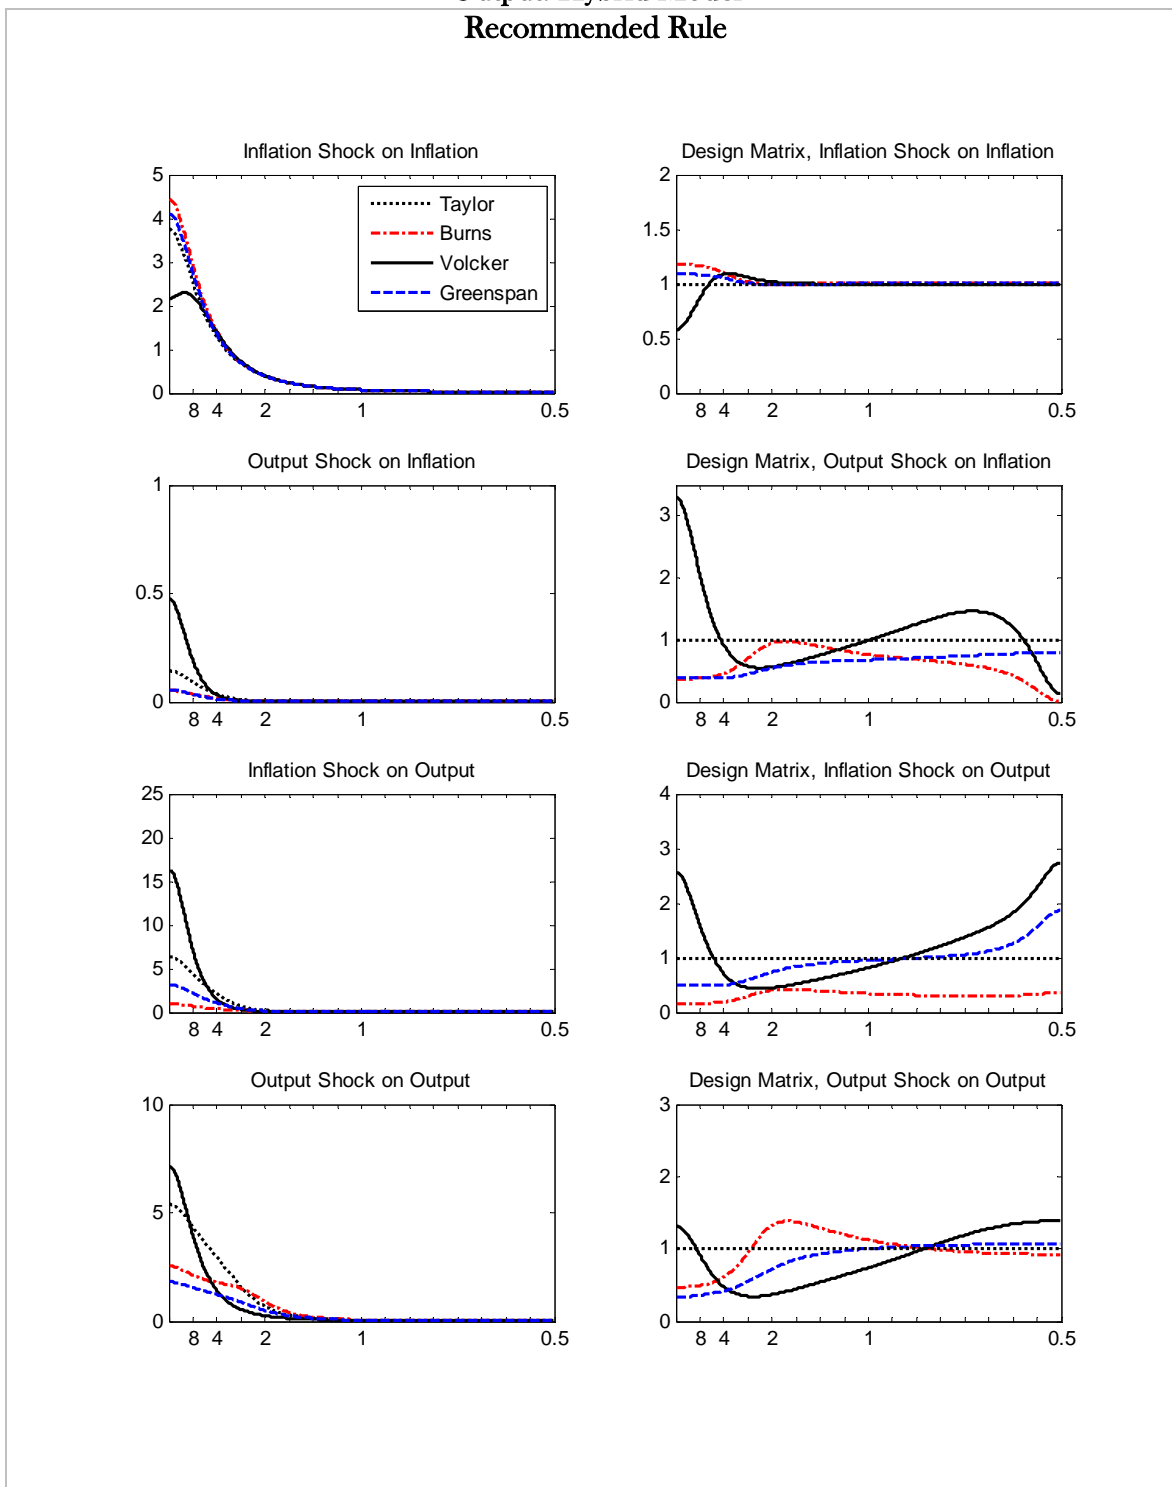 Output Hybrid Model
Recommended Rule
Inflation Shock on Inflation
5
4
3
2
1
0
8 4 2 1 0.5
Taylor
Burns
Volcker
Greenspan
Design Matrix, Inflation Shock on Inflation
2
1.5
1
0.5
0
8 4 2 1 0.5
Output Shock on Inflation
1
0.5
0
8 4 2 1 0.5
Design Matrix, Output Shock on Inflation
3
2
1
0
8 4 2 1 0.5
Inflation Shock on Output
25
20
15
10
5
0
8 4 2 1 0.5
Design Matrix, Inflation Shock on Output
4
3
2
1
0
8 4 2 1 0.5
Output Shock on Output
10
5
0
8 4 2 1 0.5
Design Matrix, Output Shock on Output
3
2
1
0
8 4 2 1 0.5